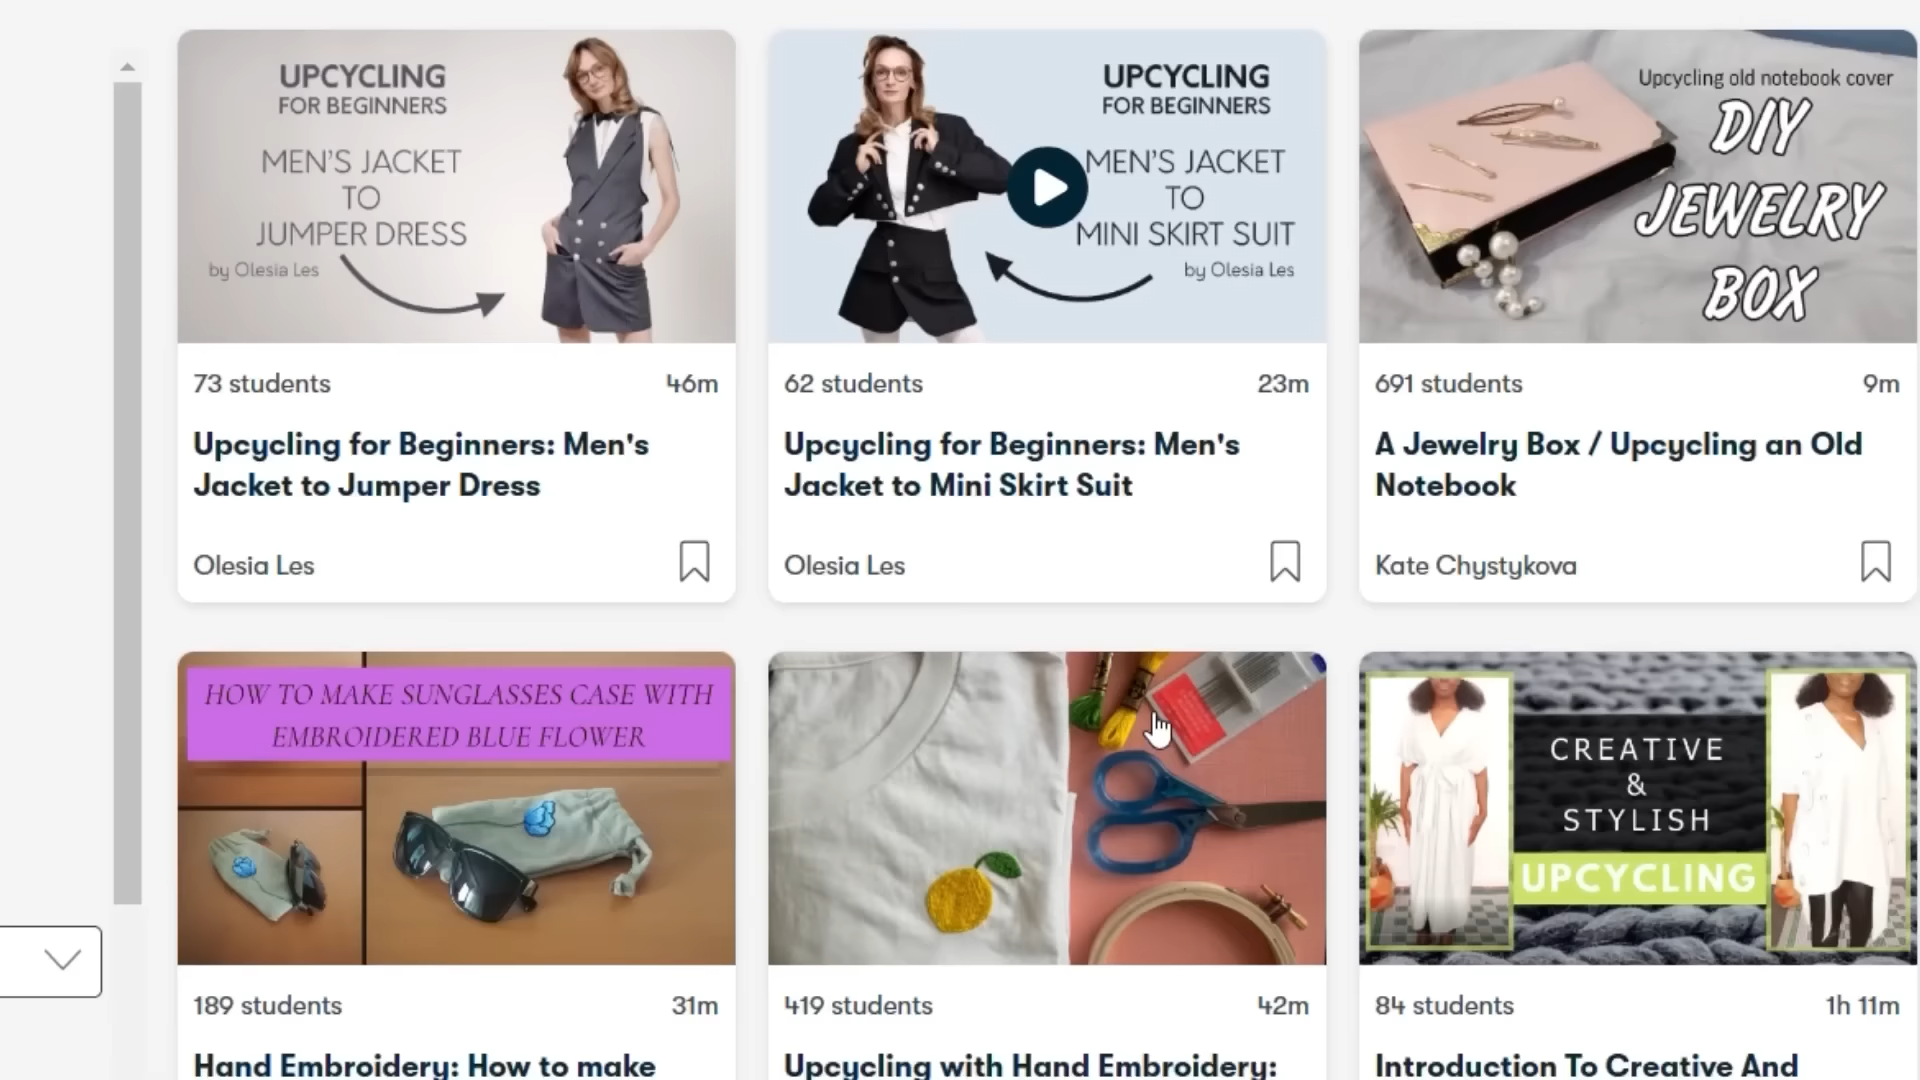 UPCYCLING
FOR BEGINNERS
MEN'S JACKET
TO
JUMPER DRESS
by Olesia Les
73 students
46m
Upcycling for Beginners: Men's
Jacket to Jumper Dress
Olesia Les
UPCYCLING
FOR BEGINNERS
MEN'S JACKET
TO
MINI SKIRT SUIT
by Olesia Les
62 students
23m
Upcycling for Beginners: Men's
Jacket to Mini Skirt Suit
Olesia Les
Upcycling old notebook cover
DIY
JEWELRY
BOX
691 students
9m
A Jewelry Box / Upcycling an Old
Notebook
Kate Chystykova
HOW TO MAKE SUNGLASSES CASE WITH
EMBROIDERED BLUE FLOWER
189 students
31m
Hand Embroidery: How to make
419 students
42m
Upcycling with Hand Embroidery:
CREATIVE
&
STYLISH
UPCYCLING
84 students
1h 11m
Introduction To Creative And